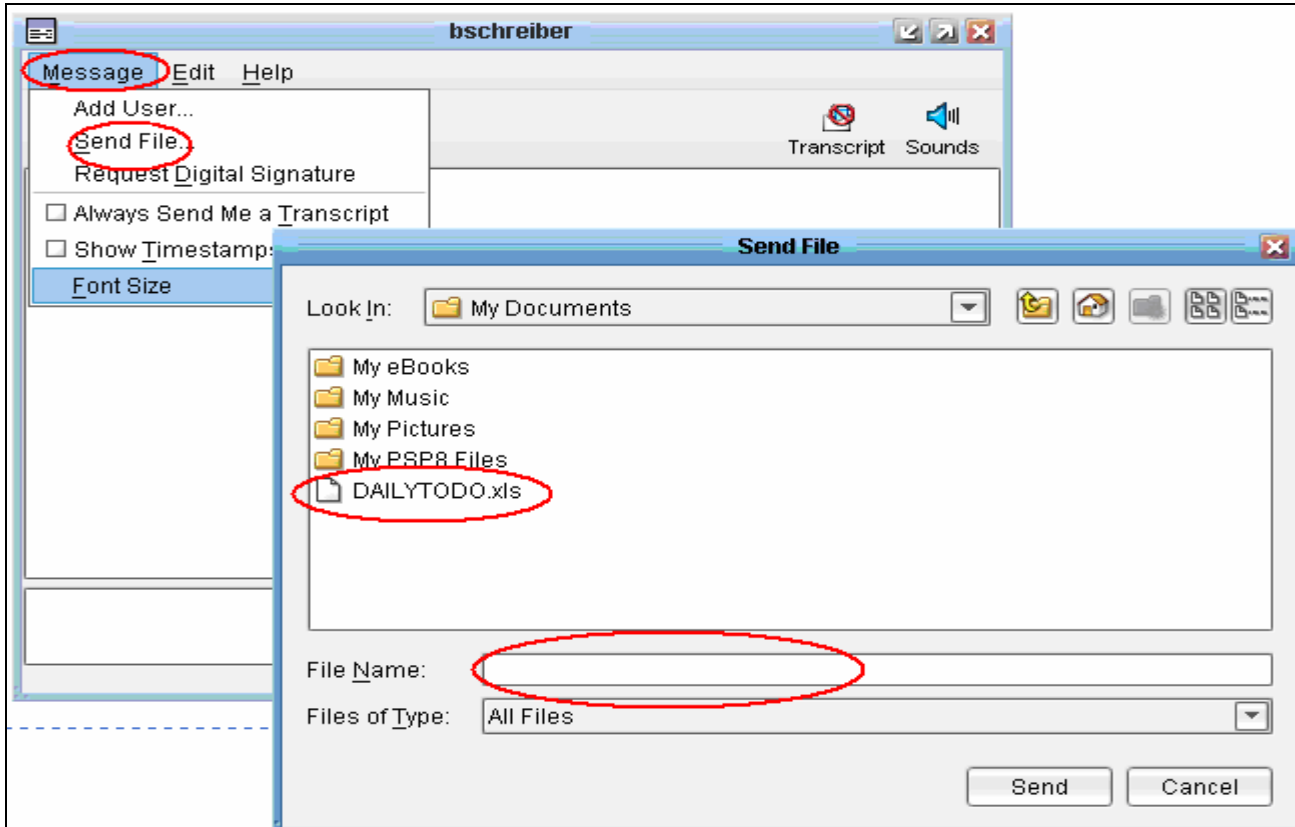 bschreiber
Message Edit Help
Add User...
Send File...
Request Digital Signature
Always Send Me a Transcript
Show Timestamps
Font Size
Transcript Sounds
Send File
Look In: My Documents
My eBooks
My Music
My Pictures
My PSP8 Files
DAILYTODO.xls
File Name:
Files of Type: All Files
Send Cancel